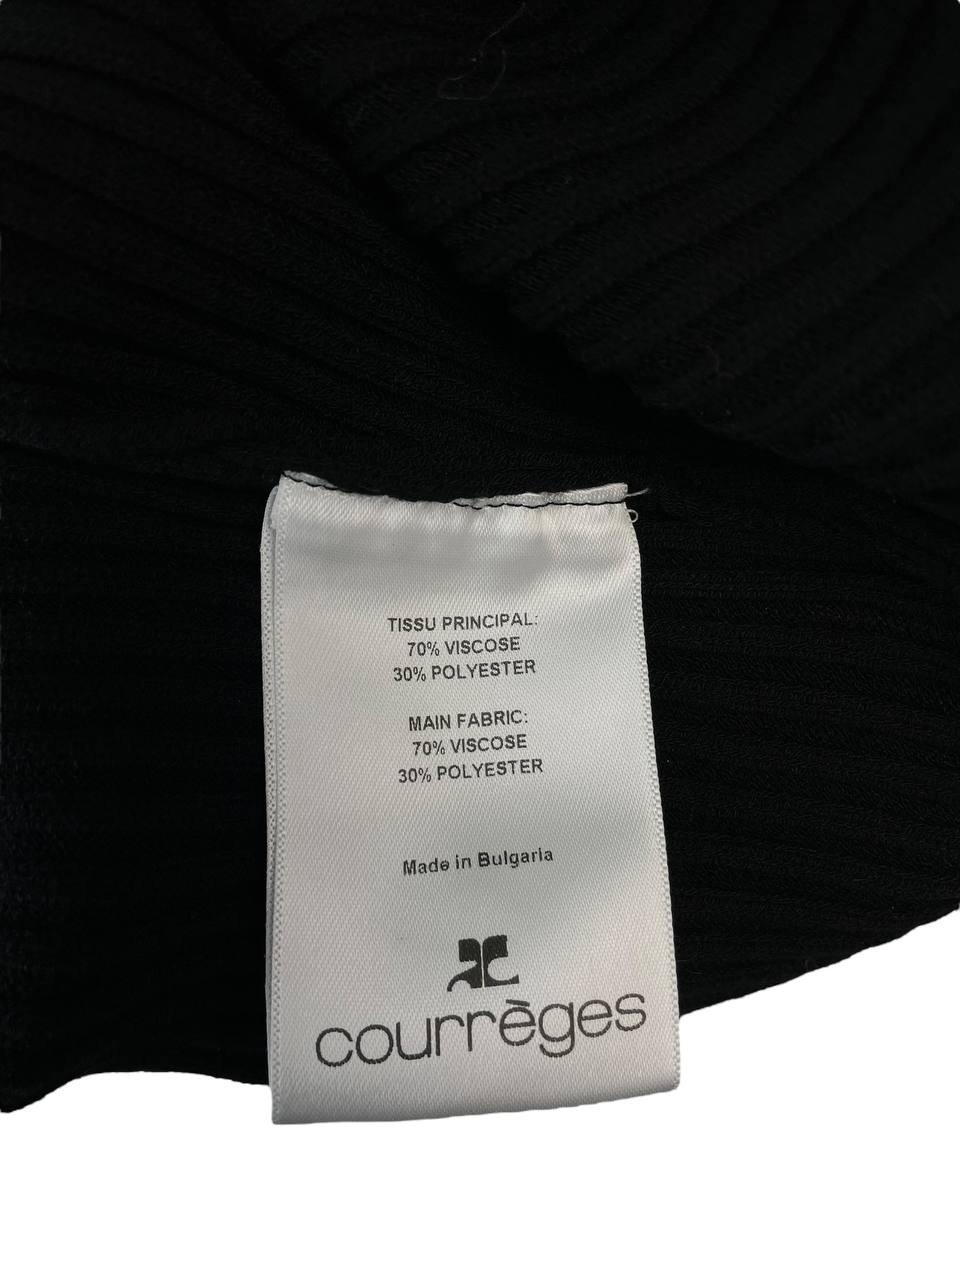 TISSU PRINCIPAL:
70% VISCOSE
30% POLYESTER
MAIN FABRIC:
70% VISCOSE
30% POLYESTER
Made in Bulgaria
courrèges